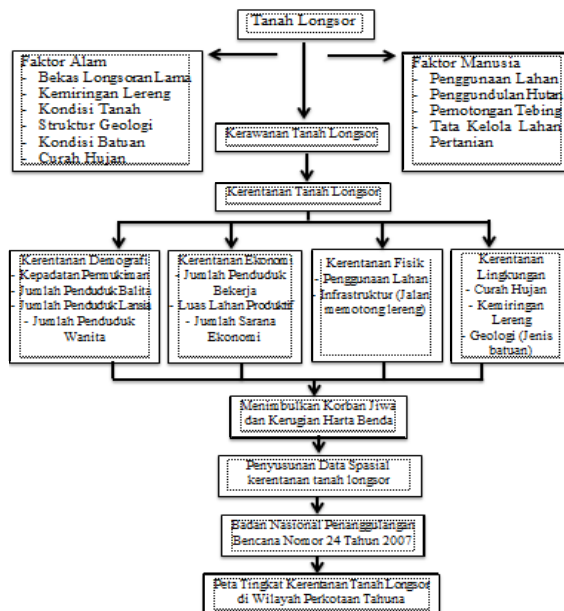 Tanah Longsor
Faktor Alam
- Bekas Longsoran Lama
- Kemiringan Lereng
- Kondisi Tanah
- Struktur Geologi
- Kondisi Batuan
- Curah Hujan
Faktor Manusia
- Penggunaan Lahan
- Penggundulan Hutan
- Pemotongan Tebing
- Tata Kelola Lahan
Pertanian
Kerawanan Tanah Longsor
Kerentanan Tanah Longsor
Kerentanan Demografi
- Kepadatan Permukiman
- Jumlah Penduduk Balita
- Jumlah Penduduk Lansia
- Jumlah Penduduk
Wanita
Kerentanan Ekonomi
- Jumlah Penduduk
Bekerja
- Luas Lahan Produktif
- Jumlah Sarana
Ekonomi
Kerentanan Fisik
- Penggunaan Lahan
- Infrastruktur (Jalan
memotong lereng)
Kerentanan
Lingkungan
- Curah Hujan
- Kemiringan
Lereng
- Geologi (Jenis
batuan)
Menimbulkan Korban Jiwa
dan Kerugian Harta Benda
Penyusunan Data Spasial
kerentanan tanah longsor
Badan Nasional Penanggulangan
Bencana Nomor 24 Tahun 2007
Peta Tingkat Kerentanan Tanah Longsor
di Wilayah Perkotaan Tahuna